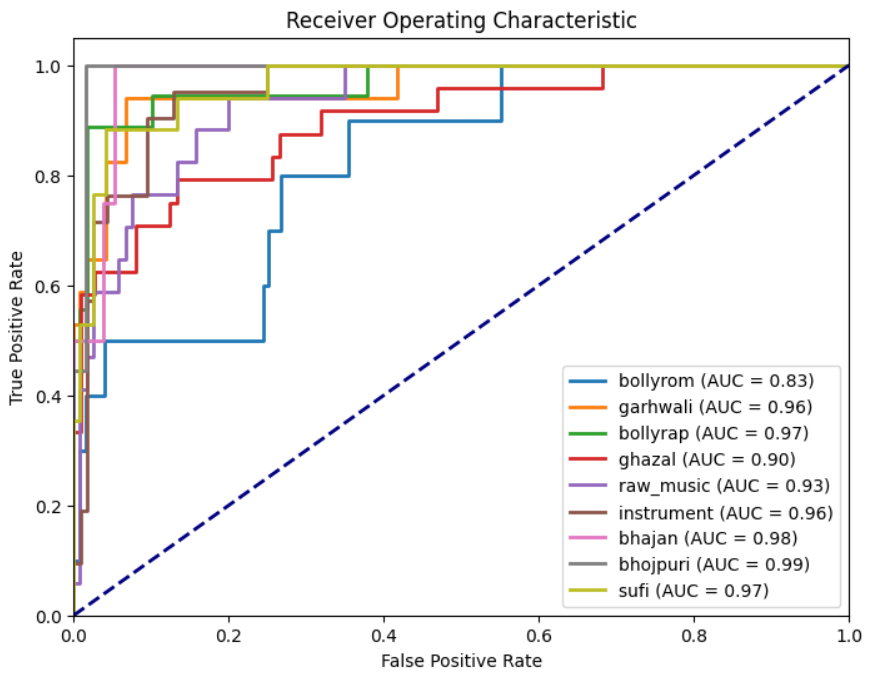 Receiver Operating Characteristic
True Positive Rate
1.0
0.8
0.6
0.4
0.2
0.0
bollyrom (AUC = 0.83)
garhwali (AUC = 0.96)
bollyrap (AUC = 0.97)
ghazal (AUC = 0.90)
raw_music (AUC = 0.93)
instrument (AUC = 0.96)
bhajan (AUC = 0.98)
bhojpuri (AUC = 0.99)
sufi (AUC = 0.97)
0.0 0.2 0.4 0.6 0.8 1.0
False Positive Rate